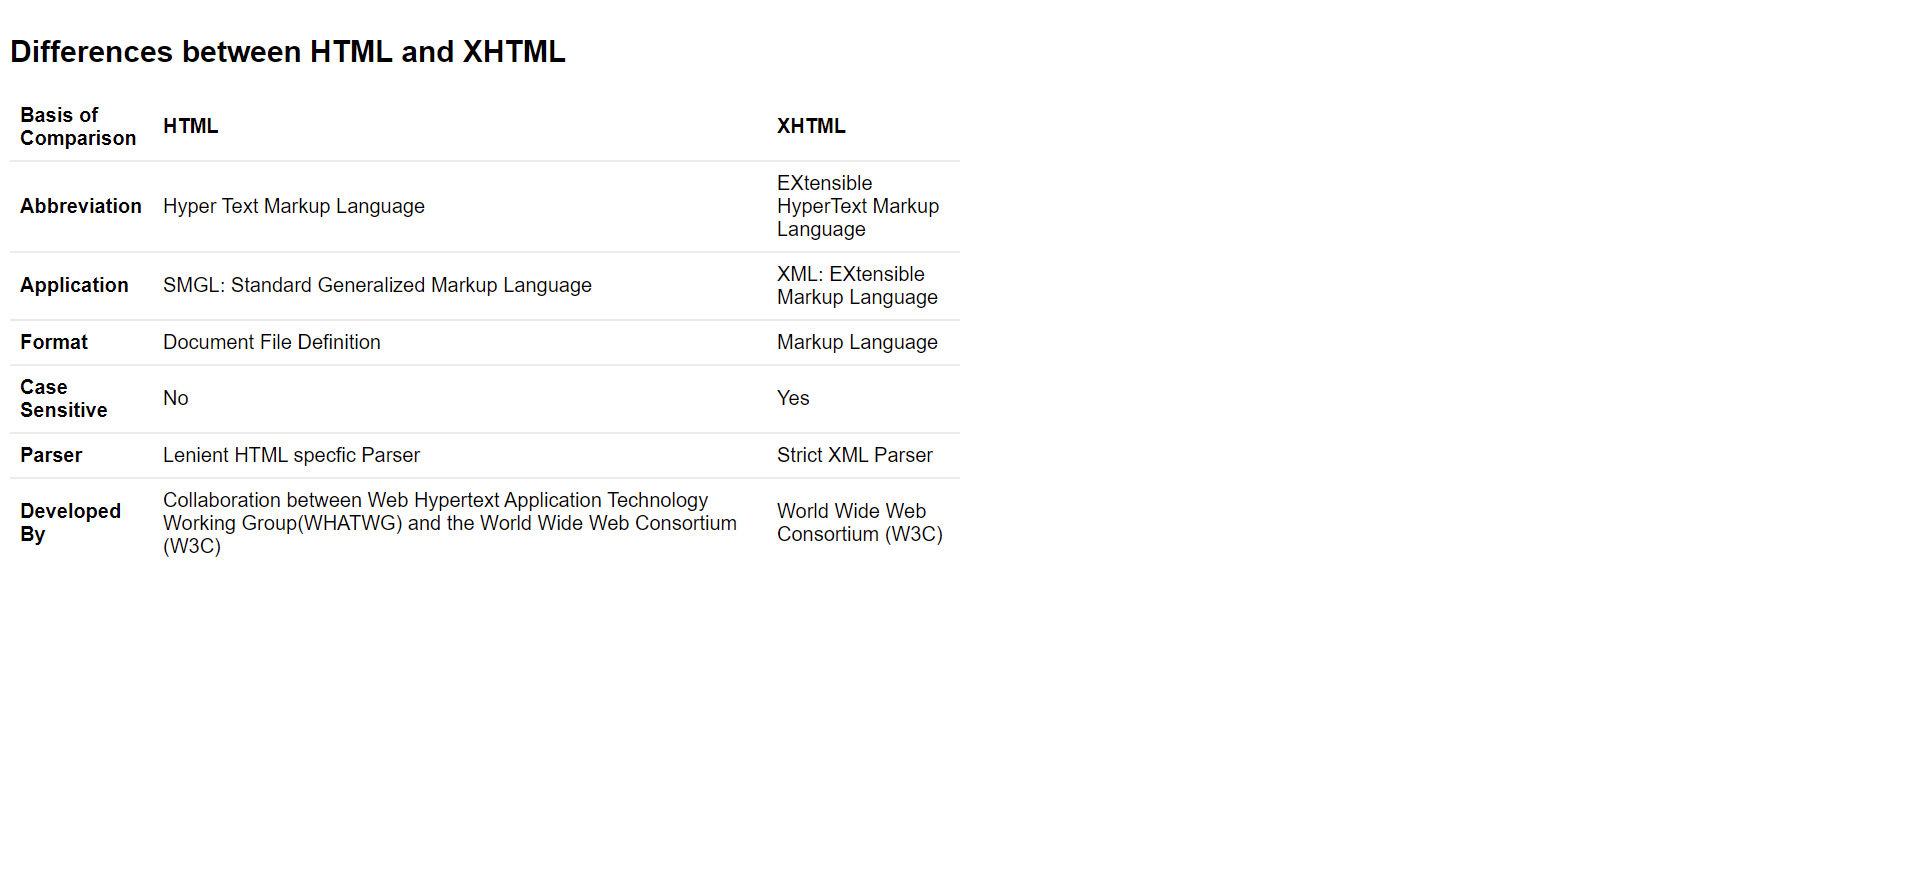 Differences between HTML and XHTML
Basis of
Comparison
HTML
XHTML
Abbreviation
Hyper Text Markup Language
EXtensible
HyperText Markup
Language
Application
SMGL: Standard Generalized Markup Language
XML: EXtensible
Markup Language
Format
Document File Definition
Markup Language
Case
Sensitive
No
Yes
Parser
Lenient HTML specfic Parser
Strict XML Parser
Developed
By
Collaboration between Web Hypertext Application Technology
Working Group(WHATWG) and the World Wide Web Consortium
(W3C)
World Wide Web
Consortium (W3C)